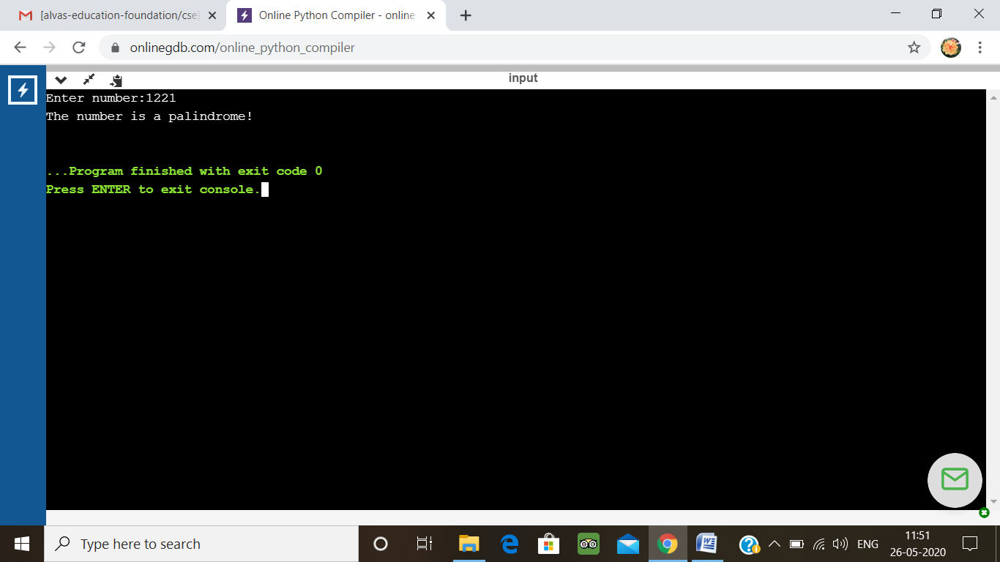 [alvas-education-foundation/cse]
Online Python Compiler - online
onlinegdb.com/online_python_compiler
input
Enter number:1221
The number is a palindrome!
...Program finished with exit code 0
Press ENTER to exit console.
Type here to search
ENG
11:51
26-05-2020